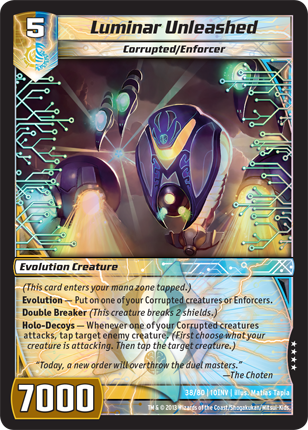 5
Luminar Unleashed
Corrupted/Enforcer
Evolution Creature
(This card enters your mana zone tapped.)
Evolution — Put on one of your Corrupted creatures or Enforcers.
Double Breaker (This creature breaks 2 shields.)
Holo-Decoys — Whenever one of your Corrupted creatures
attacks, tap target enemy creature. (First choose what your
creature is attacking. Then tap the target creature.)
"Today, a new order will overthrow the duel masters."
—The Choten
7000
38/80 | 10INV | Illus. Matías Tapia
TM & © 2013 Wizards of the Coast/Shogakukan/Mitsui-Kids